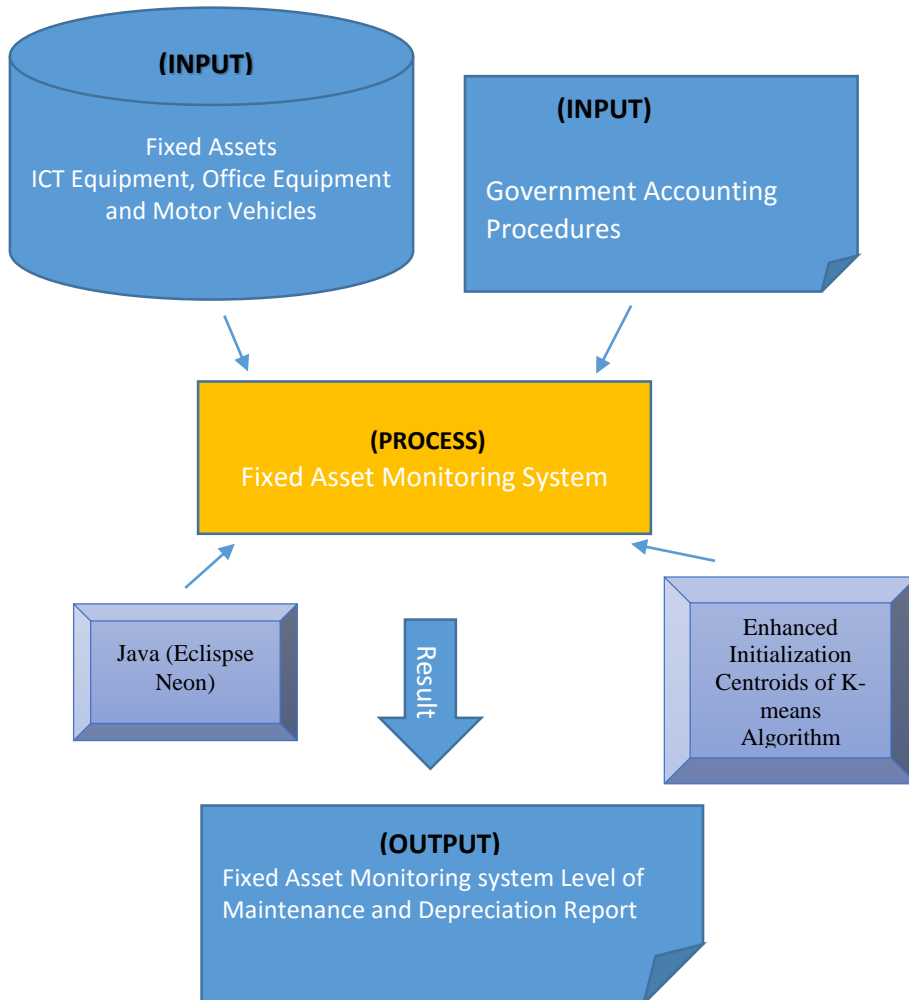 (INPUT)
Fixed Assets
ICT Equipment, Office Equipment
and Motor Vehicles
(INPUT)
Government Accounting
Procedures
(PROCESS)
Fixed Asset Monitoring System
Java (Eclispse
Neon)
Result
Enhanced
Initialization
Centroids of K-
means
Algorithm
(OUTPUT)
Fixed Asset Monitoring system Level of
Maintenance and Depreciation Report